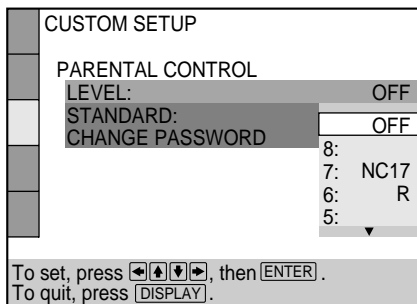 CUSTOM SETUP
PARENTAL CONTROL
LEVEL: OFF
STANDARD:
CHANGE PASSWORD
OFF
8:
7: NC17
6: R
5:
To set, press ←↑↓→, then ENTER.
To quit, press DISPLAY.